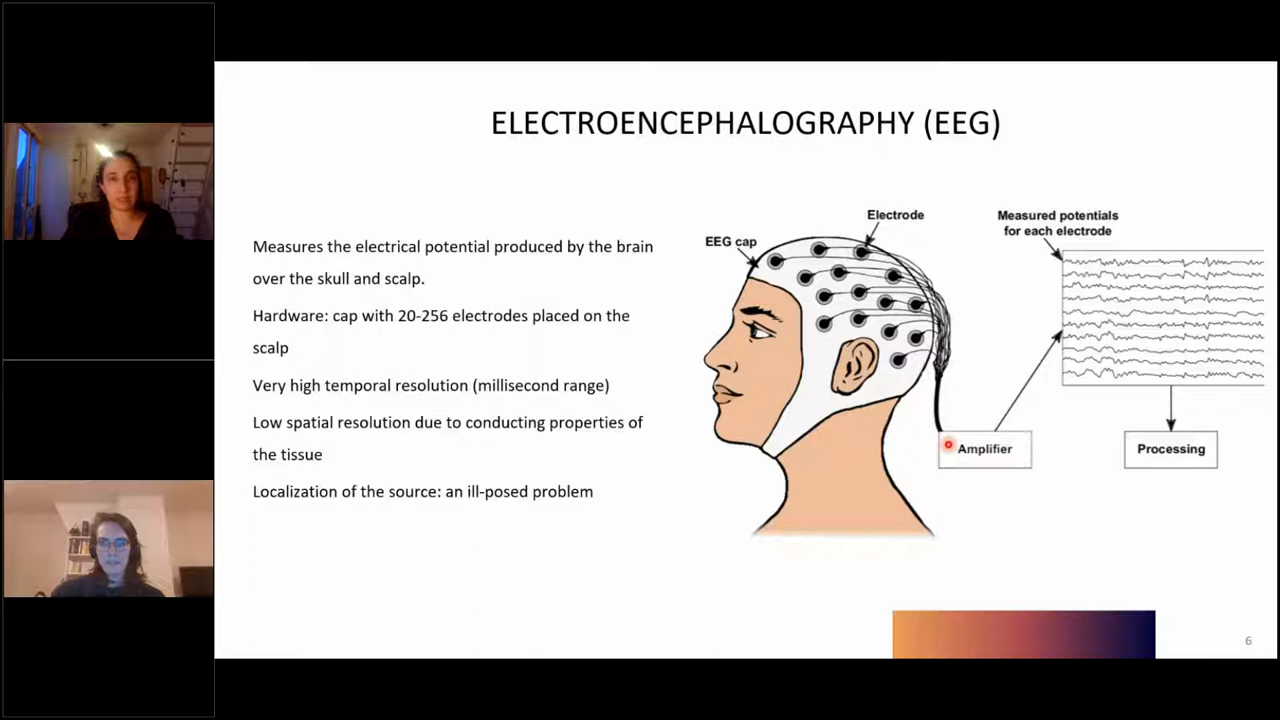 ELECTROENCEPHALOGRAPHY (EEG)
Measures the electrical potential produced by the brain
over the skull and scalp.
Hardware: cap with 20-256 electrodes placed on the
scalp
Very high temporal resolution (millisecond range)
Low spatial resolution due to conducting properties of
the tissue
Localization of the source: an ill-posed problem
EEG cap
Electrode
Measured potentials
for each electrode
Amplifier
Processing
6